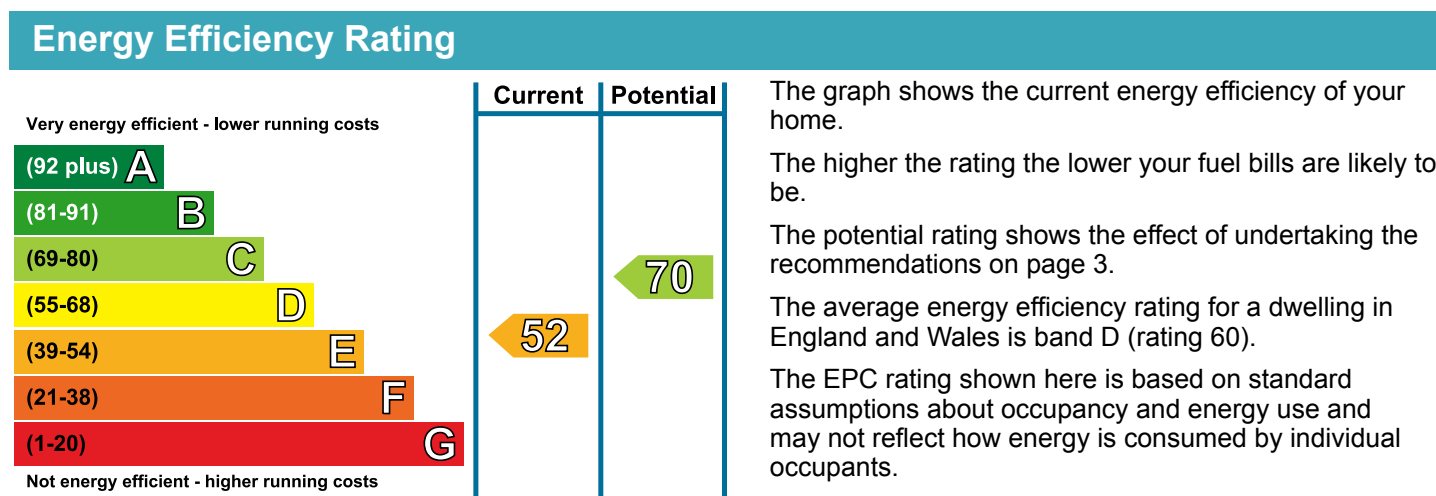 Energy Efficiency Rating
Current Potential
Very energy efficient - lower running costs
(92 plus) A
(81-91) B
(69-80) C
(55-68) D
(39-54) E
(21-38) F
(1-20) G
Not energy efficient - higher running costs
52
70
The graph shows the current energy efficiency of your
home.
The higher the rating the lower your fuel bills are likely to
be.
The potential rating shows the effect of undertaking the
recommendations on page 3.
The average energy efficiency rating for a dwelling in
England and Wales is band D (rating 60).
The EPC rating shown here is based on standard
assumptions about occupancy and energy use and
may not reflect how energy is consumed by individual
occupants.